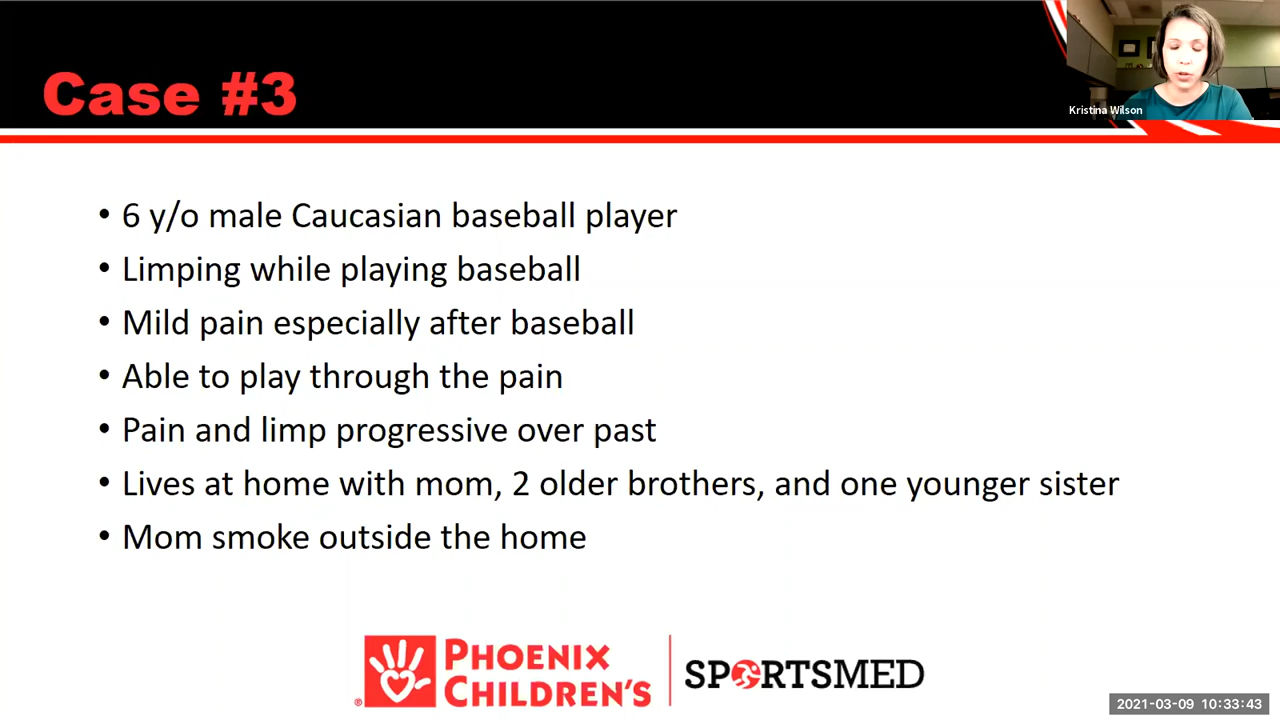 Case #3
Kristina Wilson
• 6 y/o male Caucasian baseball player
• Limping while playing baseball
• Mild pain especially after baseball
• Able to play through the pain
• Pain and limp progressive over past
• Lives at home with mom, 2 older brothers, and one younger sister
• Mom smoke outside the home
® PHOENIX CHILDREN'S
SPORTSMED
2021-03-09 10:33:43